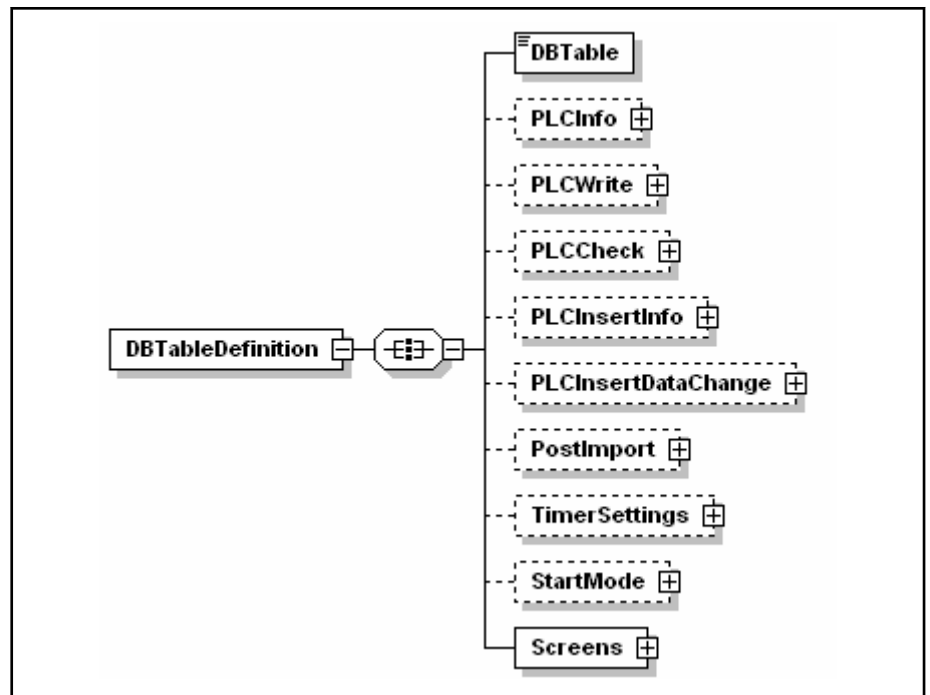 DBTable
PLCInfo
PLCWrite
PLCCheck
PLCInsertInfo
DBTableDefinition
PLCInsertDataChange
PostImport
TimerSettings
StartMode
Screens